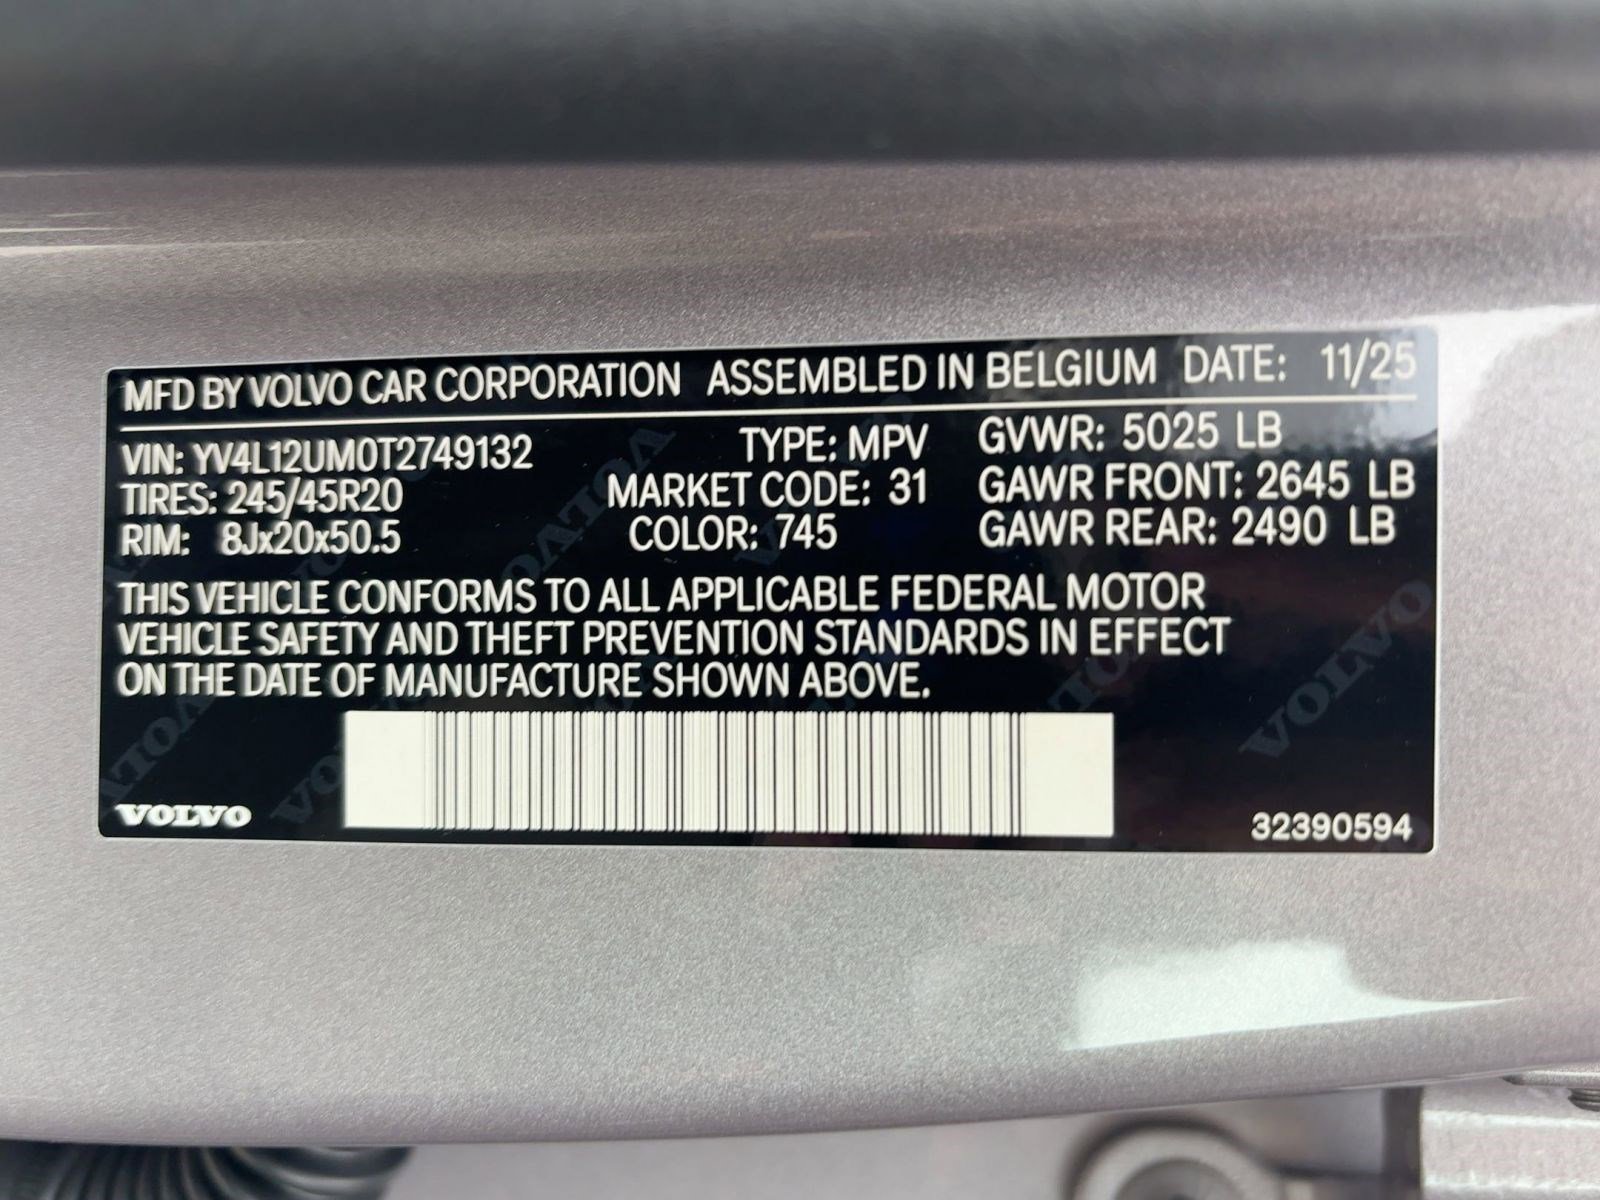 MFD BY VOLVO CAR CORPORATION ASSEMBLED IN BELGIUM DATE: 11/25
VIN: YV4L12UM0T2749132 TYPE: MPV GVWR: 5025 LB
TIRES: 245/45R20 MARKET CODE: 31 GAWR FRONT: 2645 LB
RIM: 8Jx20x50.5 COLOR: 745 GAWR REAR: 2490 LB
THIS VEHICLE CONFORMS TO ALL APPLICABLE FEDERAL MOTOR
VEHICLE SAFETY AND THEFT PREVENTION STANDARDS IN EFFECT
ON THE DATE OF MANUFACTURE SHOWN ABOVE.
VOLVO 32390594